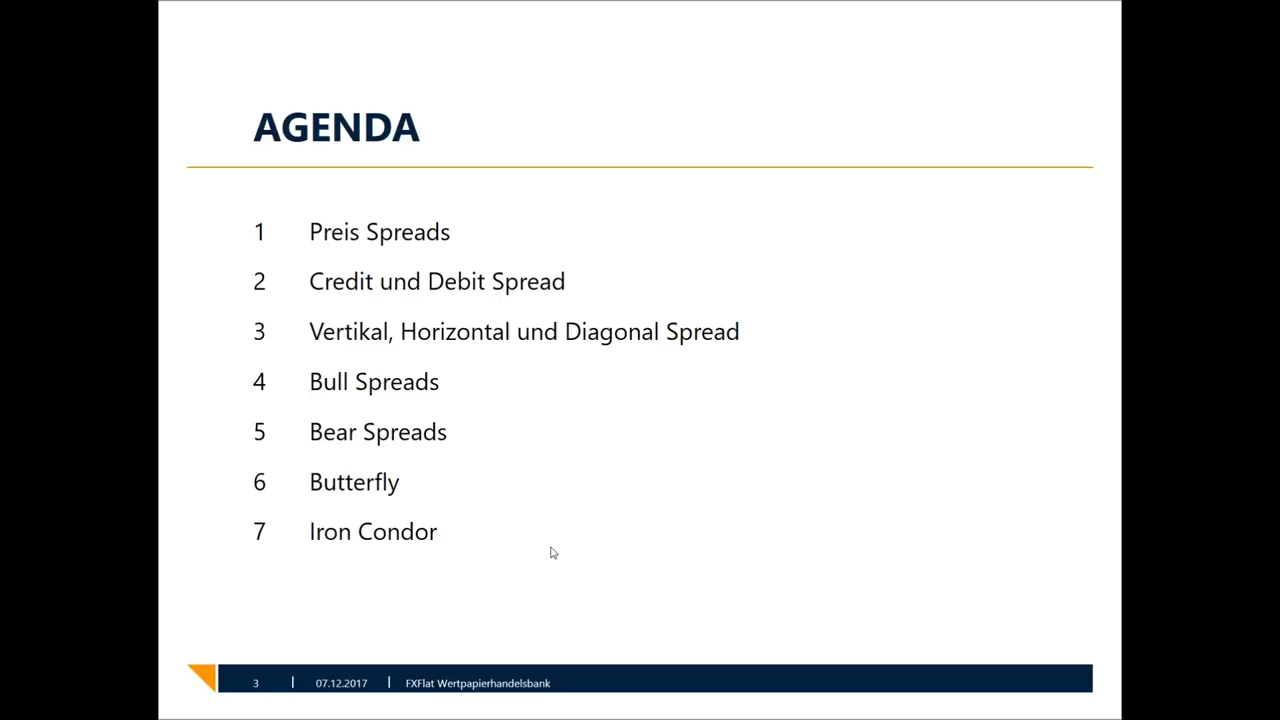 AGENDA
1 Preis Spreads
2 Credit und Debit Spread
3 Vertikal, Horizontal und Diagonal Spread
4 Bull Spreads
5 Bear Spreads
6 Butterfly
7 Iron Condor
3 | 07.12.2017 | FXFlat Wertpapierhandelsbank